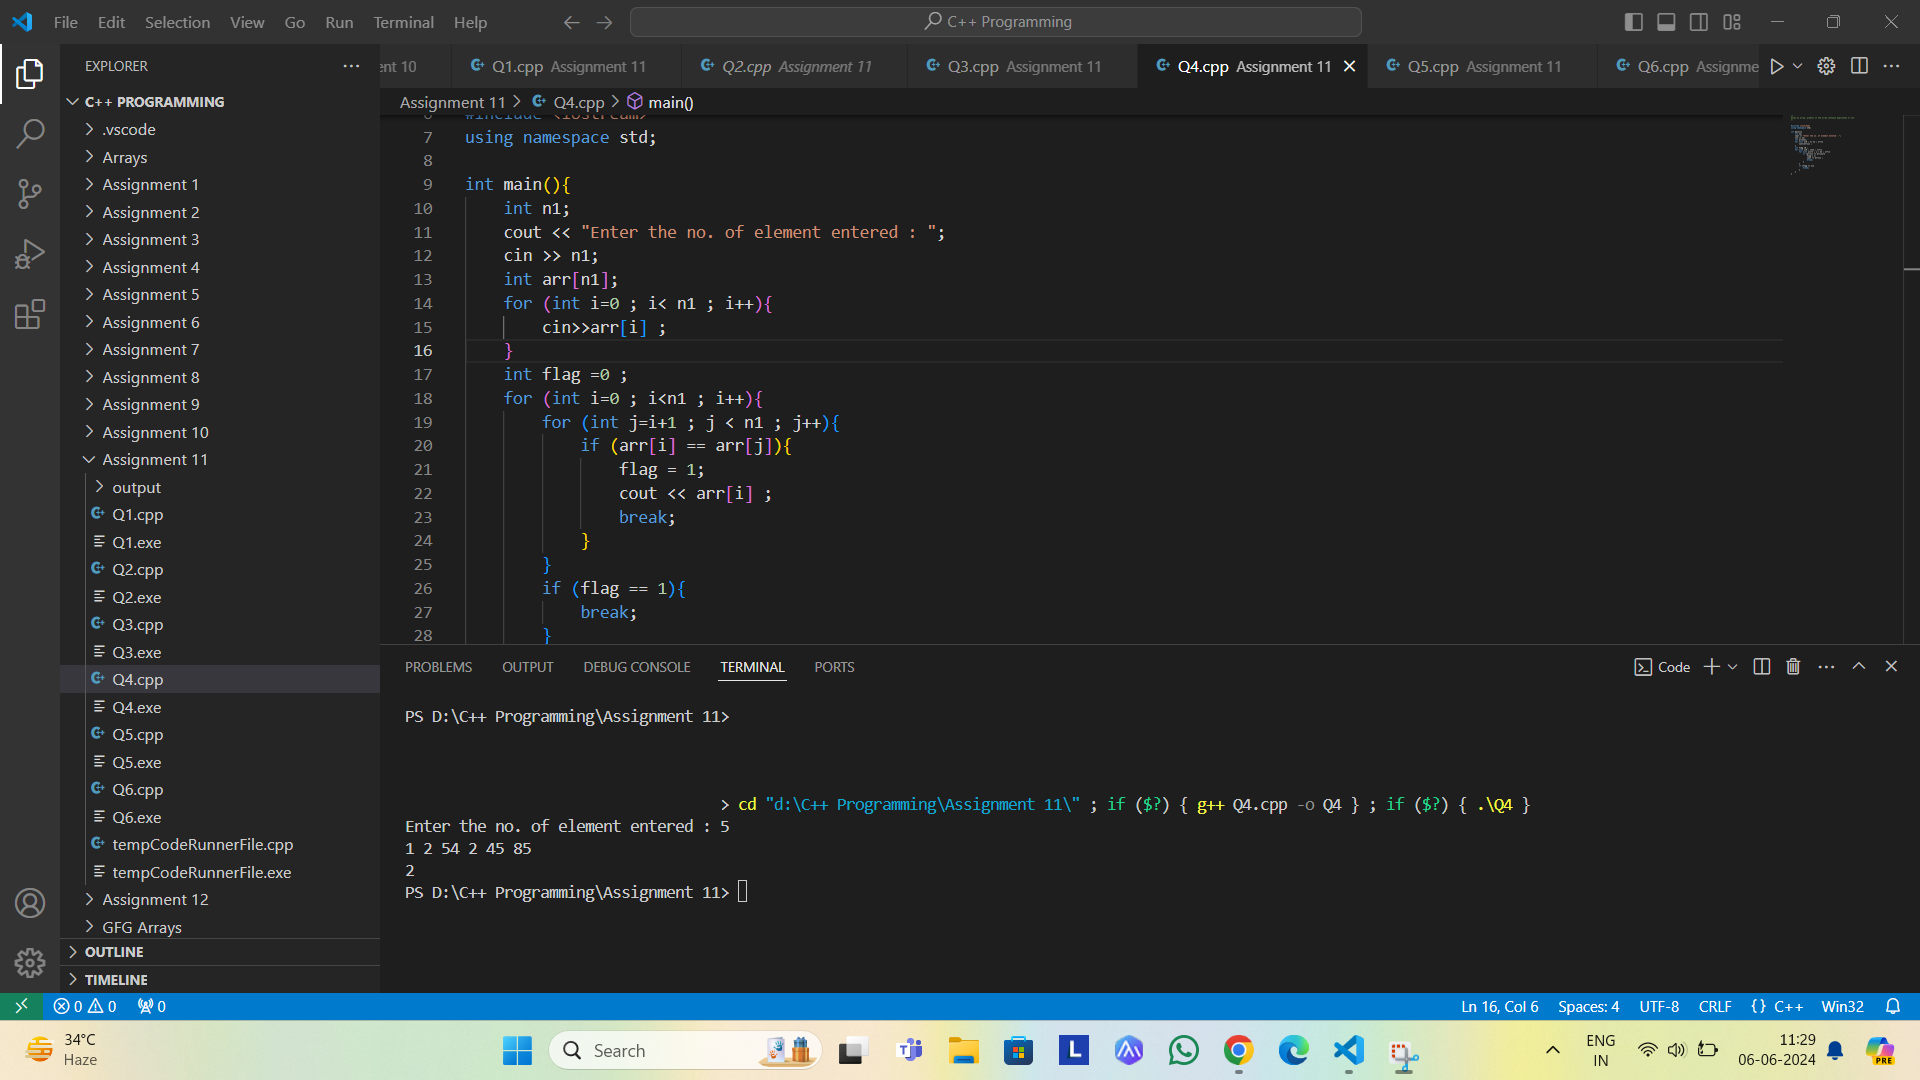 File Edit Selection View Go Run Terminal Help
C++ Programming
EXPLORER
C++ PROGRAMMING
.vscode
Arrays
Assignment 1
Assignment 2
Assignment 3
Assignment 4
Assignment 5
Assignment 6
Assignment 7
Assignment 8
Assignment 9
Assignment 10
Assignment 11
output
Q1.cpp
Q1.exe
Q2.cpp
Q2.exe
Q3.cpp
Q3.exe
Q4.cpp
Q4.exe
Q5.cpp
Q5.exe
Q6.cpp
Q6.exe
tempCodeRunnerFile.cpp
tempCodeRunnerFile.exe
Assignment 12
GFG Arrays
OUTLINE
TIMELINE
ent 10 Q1.cpp Assignment 11 Q2.cpp Assignment 11 Q3.cpp Assignment 11 Q4.cpp Assignment 11 Q5.cpp Assignment 11 Q6.cpp Assignme
Assignment 11 > Q4.cpp > main()
6 #include <iostream>
7 using namespace std;
8
9 int main(){
10 int n1;
11 cout << "Enter the no. of element entered : ";
12 cin >> n1;
13 int arr[n1];
14 for (int i=0 ; i< n1 ; i++){
15 cin>>arr[i] ;
16 }
17 int flag =0 ;
18 for (int i=0 ; i<n1 ; i++){
19 for (int j=i+1 ; j < n1 ; j++){
20 if (arr[i] == arr[j]){
21 flag = 1;
22 cout << arr[i] ;
23 break;
24 }
25 }
26 if (flag == 1){
27 break;
28 }
PROBLEMS OUTPUT DEBUG CONSOLE TERMINAL PORTS
Code
PS D:\C++ Programming\Assignment 11>
> cd "d:\C++ Programming\Assignment 11\" ; if ($?) { g++ Q4.cpp -o Q4 } ; if ($?) { .\Q4 }
Enter the no. of element entered : 5
1 2 54 2 45 85
2
PS D:\C++ Programming\Assignment 11>
0 0 0
Ln 16, Col 6 Spaces: 4 UTF-8 CRLF {} C++ Win32
34°C
Haze
Search
L
ENG
IN
11:29
06-06-2024
PRE